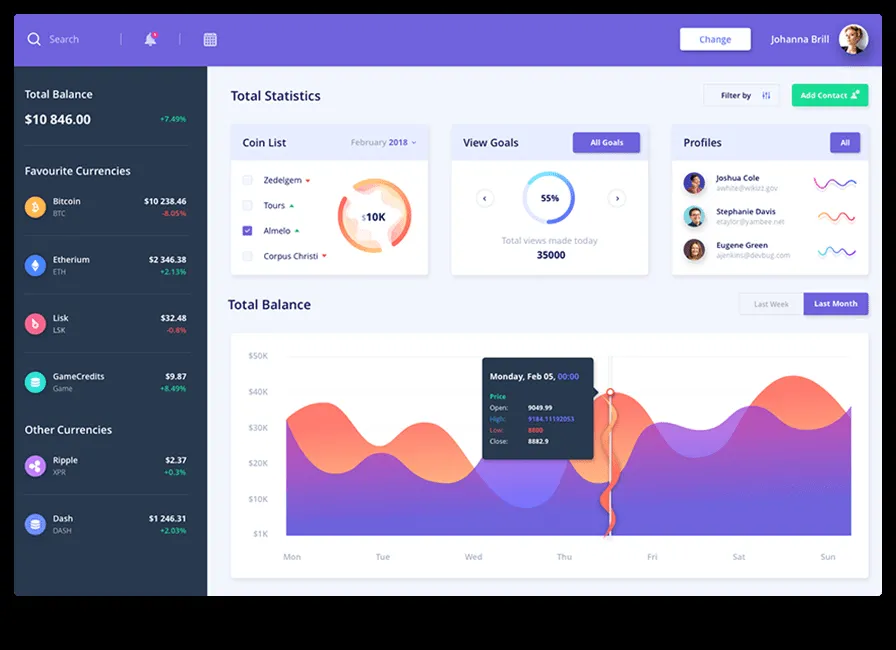 Search
Change
Johanna Brill
Total Balance
$10 846.00
+7.49%
Favourite Currencies
Bitcoin
$10 238.46
BTC
-8.05%
Etherium
$2 346.38
ETH
+2.13%
Lisk
$32.48
LSK
-0.8%
GameCredits
$9.87
Game
+8.49%
Other Currencies
Ripple
$2.37
XPR
+0.3%
Dash
$1 246.31
DASH
+2.03%
Total Statistics
Filter by
Add Contact
Coin List
February 2018
Zedelgem
Tours
Almelo
Corpus Christi
$10K
View Goals
All Goals
55%
Total views made today
35000
Profiles
All
Joshua Cole
awhite@wikizz.gov
Stephanie Davis
etaylor@yambee.net
Eugene Green
ajenkins@devbug.com
Total Balance
Last Week
Last Month
$50K
$40K
$30K
$20K
$10K
$1K
Monday, Feb 05, 00:00
Price
Open: 9049.99
High: 9184.11192053
Low: 8800
Close: 8882.9
Mon
Tue
Wed
Thu
Fri
Sat
Sun